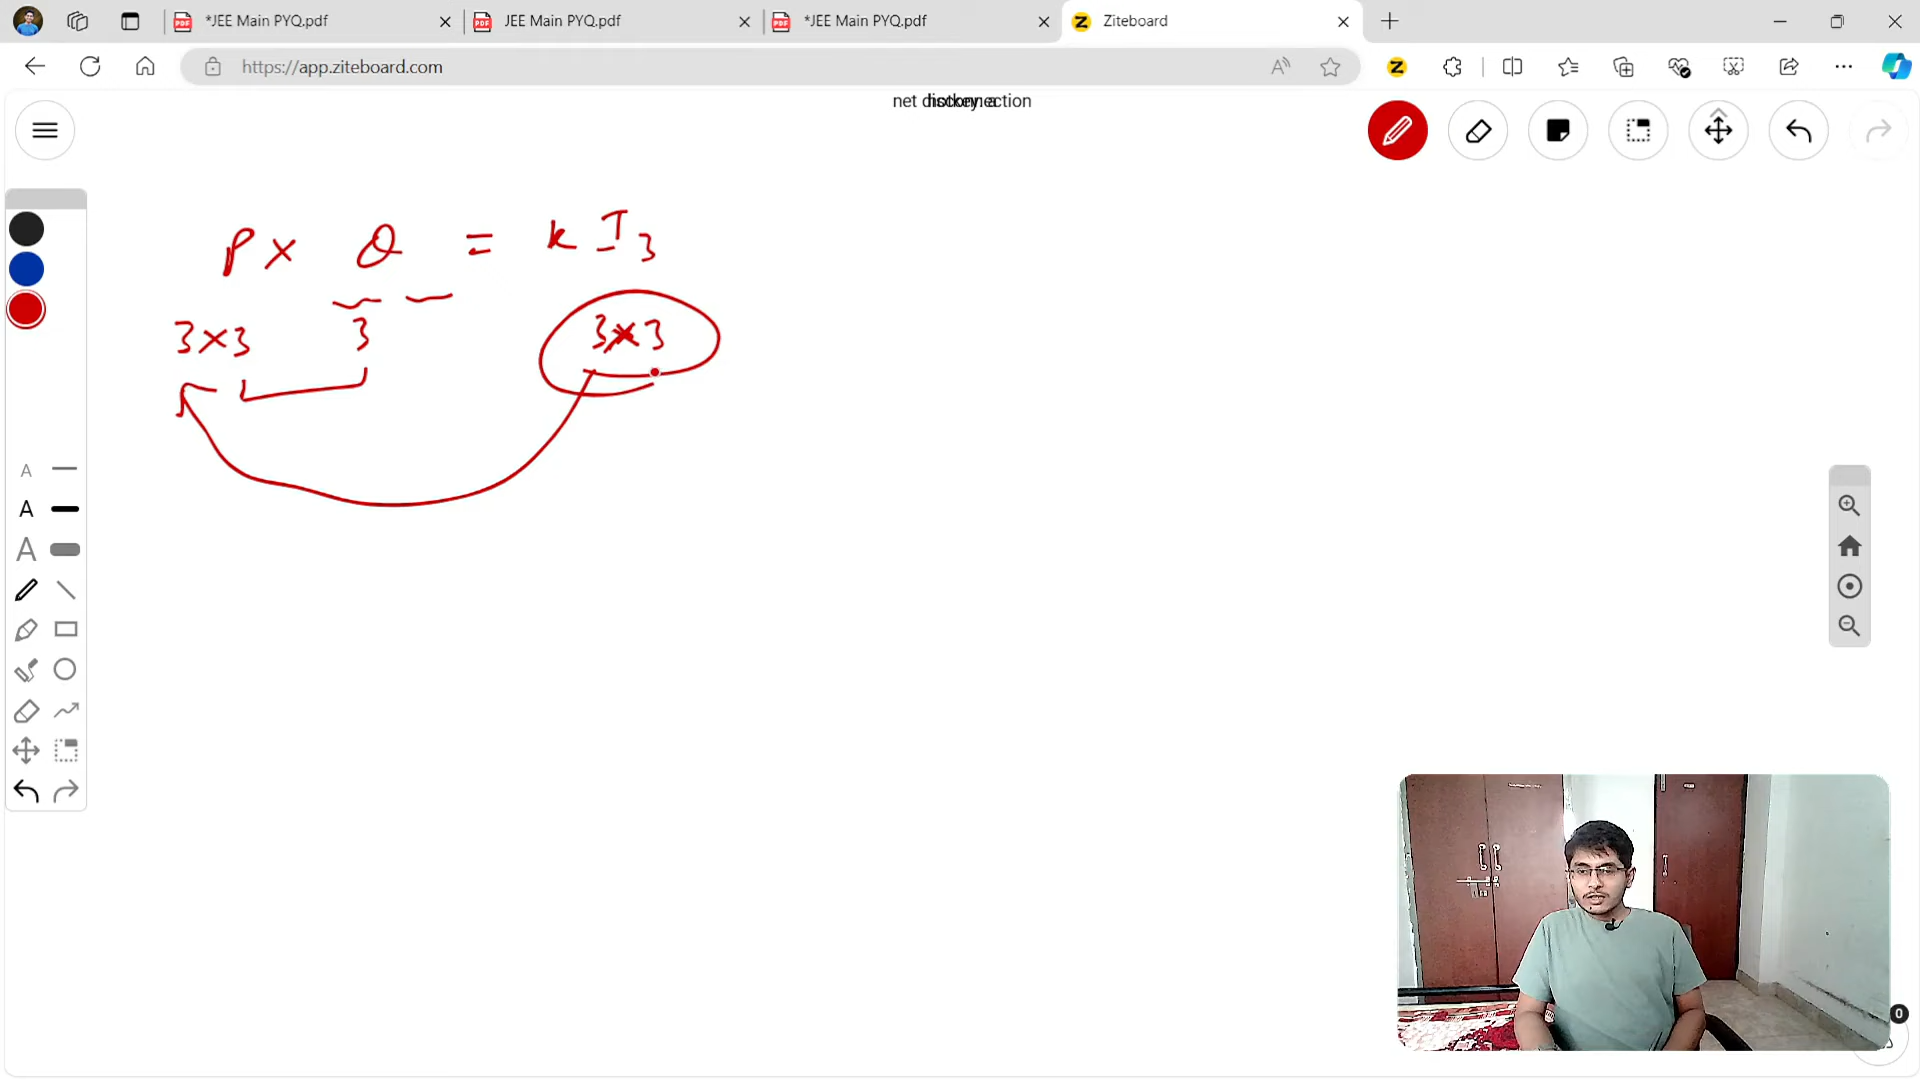 *JEE Main PYQ.pdf
JEE Main PYQ.pdf
*JEE Main PYQ.pdf
Ziteboard
https://app.ziteboard.com
P × Q = k I₃
3×3 3 3×3
A
A
A
0